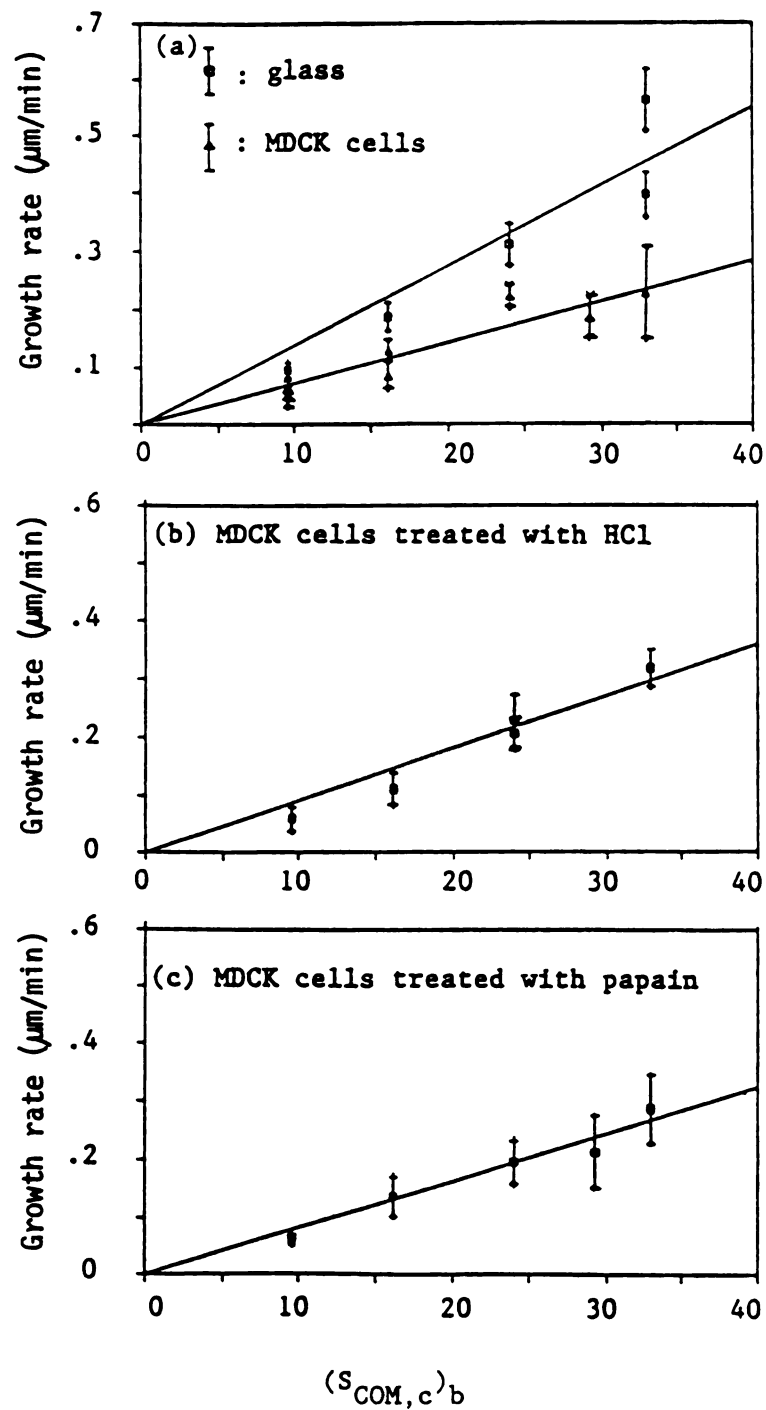 .7
(a)
: glass
: MDCK cells
.5
.3
.1
Growth rate (μm/min)
0 10 20 30 40
.6
(b) MDCK cells treated with HCl
.4
.2
0
Growth rate (μm/min)
0 10 20 30 40
.6
(c) MDCK cells treated with papain
.4
.2
0
Growth rate (μm/min)
0 10 20 30 40
(S_COM,c)_b